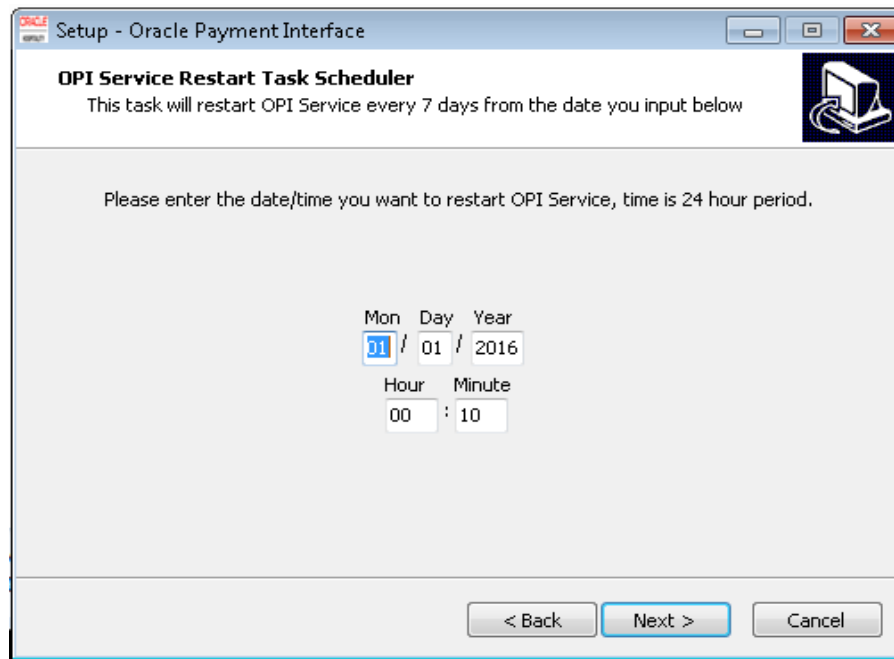 ORACLE
Setup - Oracle Payment Interface
OPI Service Restart Task Scheduler
This task will restart OPI Service every 7 days from the date you input below
Please enter the date/time you want to restart OPI Service, time is 24 hour period.
Mon Day Year
01 / 01 / 2016
Hour Minute
00 : 10
< Back Next > Cancel